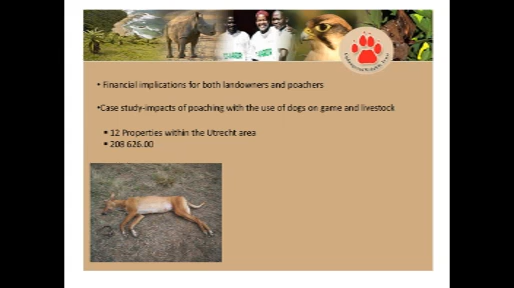 • Financial implications for both landowners and poachers
•Case study-impacts of poaching with the use of dogs on game and livestock
▪ 12 Properties within the Utrecht area
▪ 208 626.00